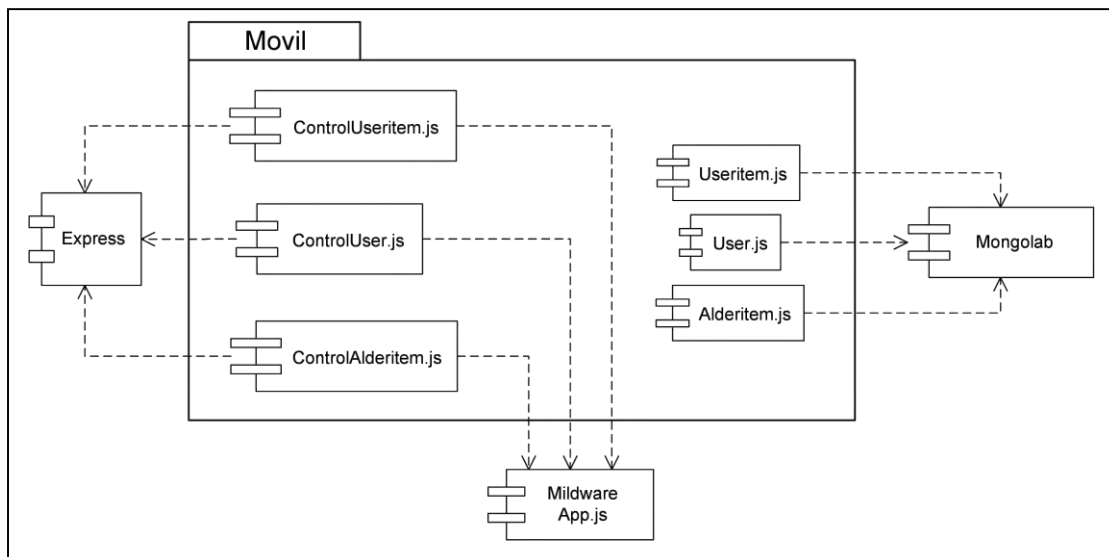 Movil
ControlUseritem.js
Useritem.js
Express
ControlUser.js
User.js
Mongolab
Alderitem.js
ControlAlderitem.js
Mildware
App.js